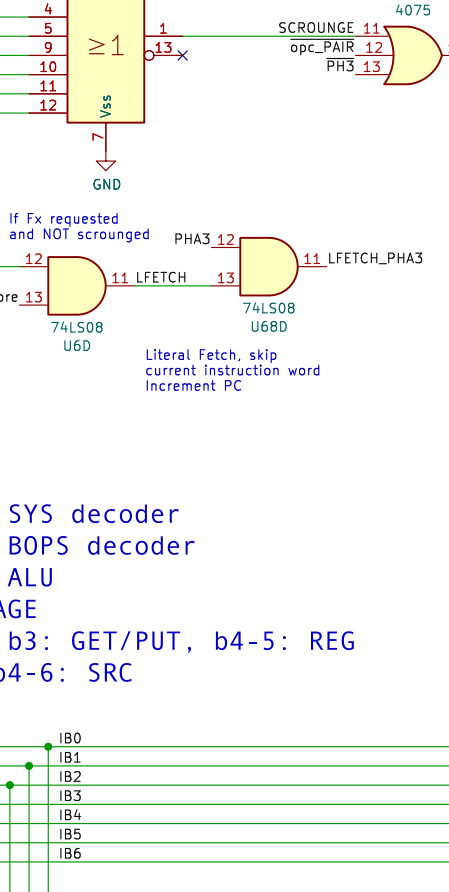 4
5
9
10
11
12
≥1
1
13
Vss
7
GND
4075
SCROUNGE 11
opc_PAIR 12
PH3 13
If Fx requested
and NOT scrounged
12
13
11 LFETCH
74LS08
U6D
PHA3 12
13
11 LFETCH_PHA3
74LS08
U68D
Literal Fetch, skip
current instruction word
Increment PC
SYS decoder
BOPS decoder
ALU
AGE
b3: GET/PUT, b4-5: REG
b4-6: SRC
IB0
IB1
IB2
IB3
IB4
IB5
IB6